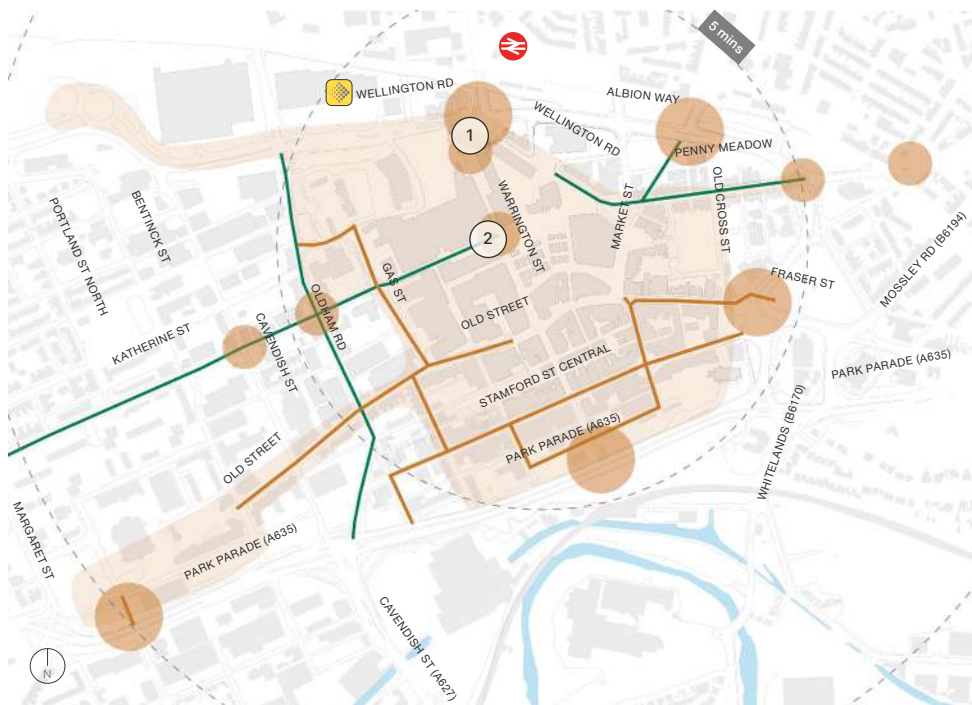 5 mins
WELLINGTON RD
ALBION WAY
WELLINGTON RD
1
PENNY MEADOW
OLD CROSS ST
MARKET ST
WARRINGTON ST
BENTINCK ST
PORTLAND ST NORTH
2
MOSSLEY RD (B6194)
GAS ST
FRASER ST
OLDHAM RD
OLD STREET
CAVENDISH ST
KATHERINE ST
STAMFORD ST CENTRAL
PARK PARADE (A635)
WHITELANDS (B6170)
PARK PARADE (A635)
OLD STREET
MARGARET ST
PARK PARADE (A635)
CAVENDISH ST (A627)
N